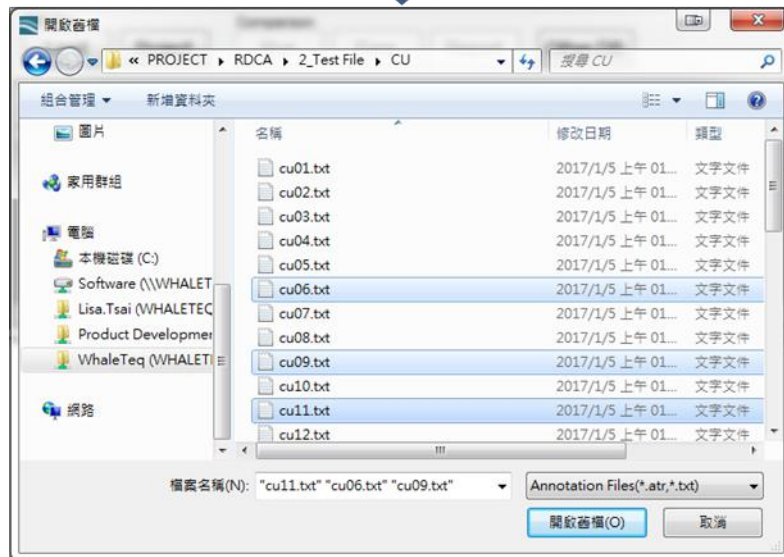 開啟舊檔
« PROJECT ▸ RDCA ▸ 2_Test File ▸ CU
搜尋 CU
組合管理 新增資料夾
圖片
家用群組
電腦
本機磁碟 (C:)
Software (\\WHALET
Lisa.Tsai (WHALETEQ
Product Developmer
WhaleTeq (WHALETI
網路
名稱 修改日期 類型
cu01.txt 2017/1/5 上午 01... 文字文件
cu02.txt 2017/1/5 上午 01... 文字文件
cu03.txt 2017/1/5 上午 01... 文字文件
cu04.txt 2017/1/5 上午 01... 文字文件
cu05.txt 2017/1/5 上午 01... 文字文件
cu06.txt 2017/1/5 上午 01... 文字文件
cu07.txt 2017/1/5 上午 01... 文字文件
cu08.txt 2017/1/5 上午 01... 文字文件
cu09.txt 2017/1/5 上午 01... 文字文件
cu10.txt 2017/1/5 上午 01... 文字文件
cu11.txt 2017/1/5 上午 01... 文字文件
cu12.txt 2017/1/5 上午 01... 文字文件
檔案名稱(N): "cu11.txt" "cu06.txt" "cu09.txt" Annotation Files(*.atr,*.txt)
開啟舊檔(O) 取消